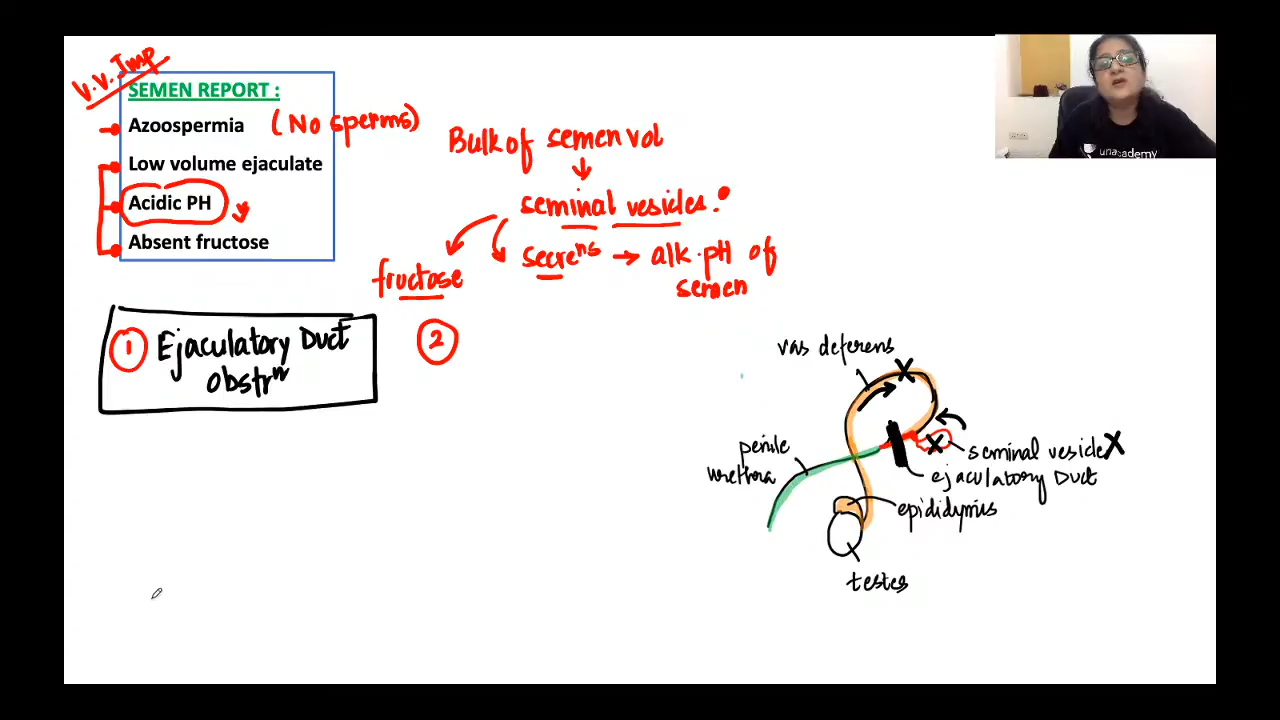 V.V. Imp
SEMEN REPORT :
Azoospermia (No sperms)
Low volume ejaculate
Acidic PH
Absent fructose
Bulk of semen vol
seminal vesicles.
fructose
secreⁿˢ → alk. pH of
semen
① Ejaculatory Duct
obstrⁿ
②
vas deferens
penile
urethra
seminal vesicle X
ejaculatory Duct
epididymis
testes
unacademy